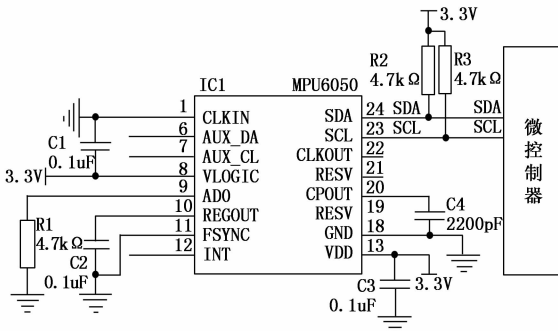 3.3V
R2
4.7kΩ
R3
4.7kΩ
IC1
MPU6050
1
CLKIN
6
AUX_DA
7
AUX_CL
8
VLOGIC
9
ADO
10
REGOUT
11
FSYNC
12
INT
SDA
24
SDA
SDA
SCL
23
SCL
SCL
CLKOUT
22
RESV
21
CPOUT
20
RESV
19
GND
18
VDD
13
C1
0.1uF
3.3V
R1
4.7kΩ
C2
0.1uF
C4
2200pF
C3
0.1uF
3.3V
微控制器